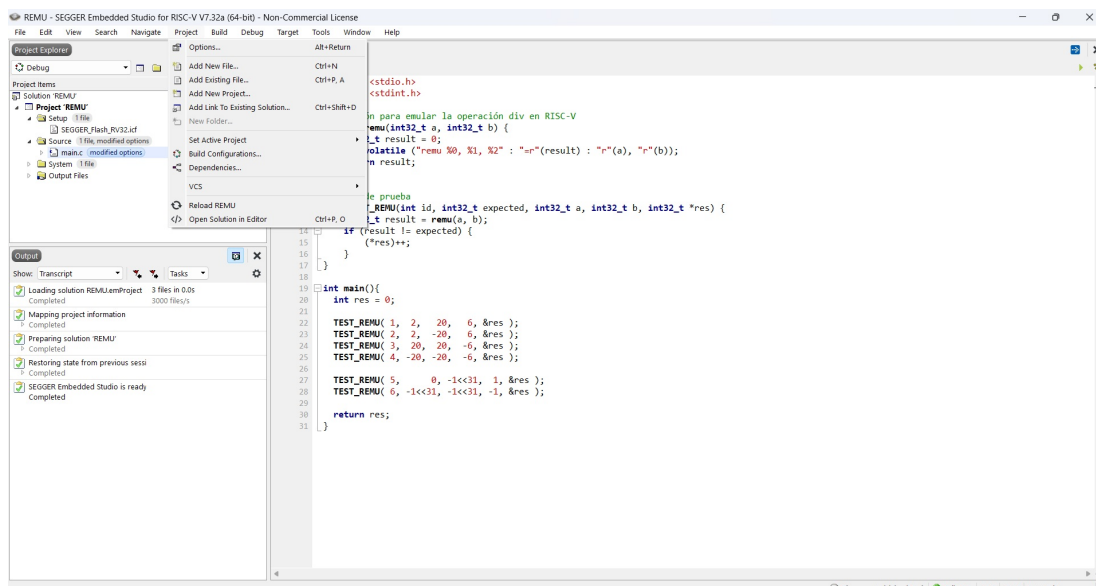 REMU - SEGGER Embedded Studio for RISC-V V7.32a (64-bit) - Non-Commercial License
File Edit View Search Navigate Project Build Debug Target Tools Window Help
Project Explorer
Debug
Project Items
Solution 'REMU'
Project 'REMU'
Setup 1 file
SEGGER_Flash_RV32.icf
Source 1 file, modified options
main.c modified options
System 1 file
Output Files
Options... Alt+Return
Add New File... Ctrl+N
Add Existing File... Ctrl+P, A
Add New Project...
Add Link To Existing Solution... Ctrl+Shift+D
New Folder...
Set Active Project
Build Configurations...
Dependencies...
VCS
Reload REMU
Open Solution in Editor Ctrl+P, O
Output
Show: Transcript Tasks
Loading solution REMU.emProject 3 files in 0.0s
Completed 3000 files/s
Mapping project information
Completed
Preparing solution 'REMU'
Completed
Restoring state from previous sessi
Completed
SEGGER Embedded Studio is ready
Completed
<stdio.h>
<stdint.h>
n para emular la operación div en RISC-V
emu(int32_t a, int32_t b) {
_t result = 0;
volatile ("remu %0, %1, %2" : "=r"(result) : "r"(a), "r"(b));
n result;
de prueba
_REMU(int id, int32_t expected, int32_t a, int32_t b, int32_t *res) {
_t result = remu(a, b);
14 if (result != expected) {
15 (*res)++;
16 }
17 }
18
19 int main(){
20 int res = 0;
21
22 TEST_REMU( 1, 2, 20, 6, &res );
23 TEST_REMU( 2, 2, -20, 6, &res );
24 TEST_REMU( 3, 20, 20, -6, &res );
25 TEST_REMU( 4, -20, -20, -6, &res );
26
27 TEST_REMU( 5, 0, -1<<31, 1, &res );
28 TEST_REMU( 6, -1<<31, -1<<31, -1, &res );
29
30 return res;
31 }